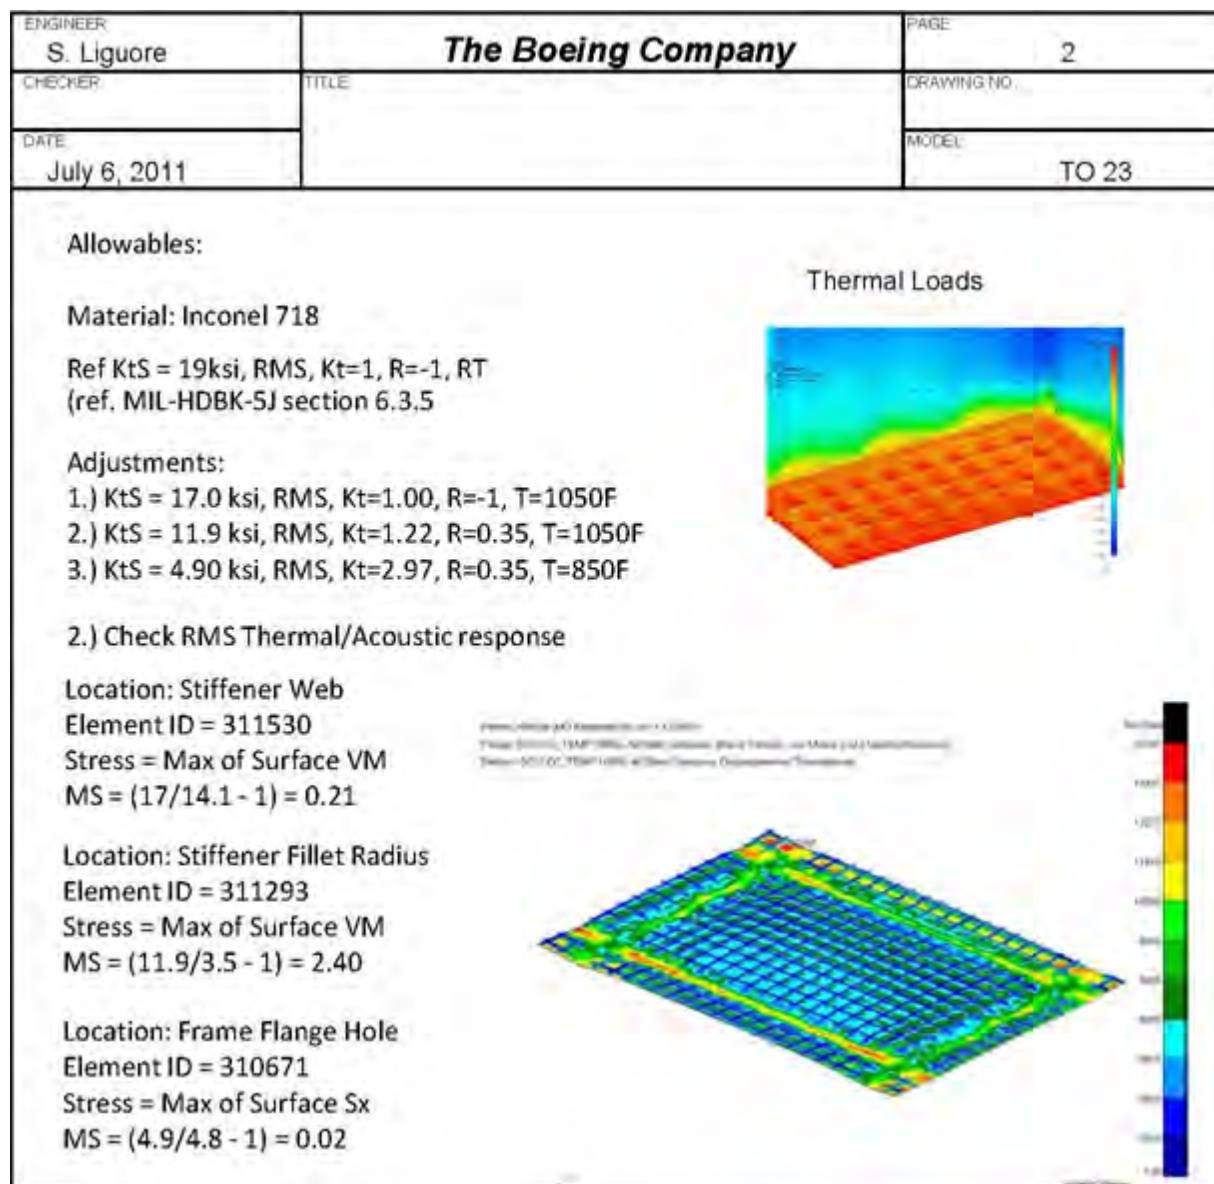 ENGINEER
S. Liguore
The Boeing Company
PAGE
2
CHECKER
TITLE
DRAWING NO.
DATE
July 6, 2011
MODEL
TO 23
Allowables:
Thermal Loads
Material: Inconel 718
Ref KtS = 19ksi, RMS, Kt=1, R=-1, RT
(ref. MIL-HDBK-5J section 6.3.5
Adjustments:
1.) KtS = 17.0 ksi, RMS, Kt=1.00, R=-1, T=1050F
2.) KtS = 11.9 ksi, RMS, Kt=1.22, R=0.35, T=1050F
3.) KtS = 4.90 ksi, RMS, Kt=2.97, R=0.35, T=850F
2.) Check RMS Thermal/Acoustic response
Location: Stiffener Web
Element ID = 311530
Stress = Max of Surface VM
MS = (17/14.1 - 1) = 0.21
Location: Stiffener Fillet Radius
Element ID = 311293
Stress = Max of Surface VM
MS = (11.9/3.5 - 1) = 2.40
Location: Frame Flange Hole
Element ID = 310671
Stress = Max of Surface Sx
MS = (4.9/4.8 - 1) = 0.02